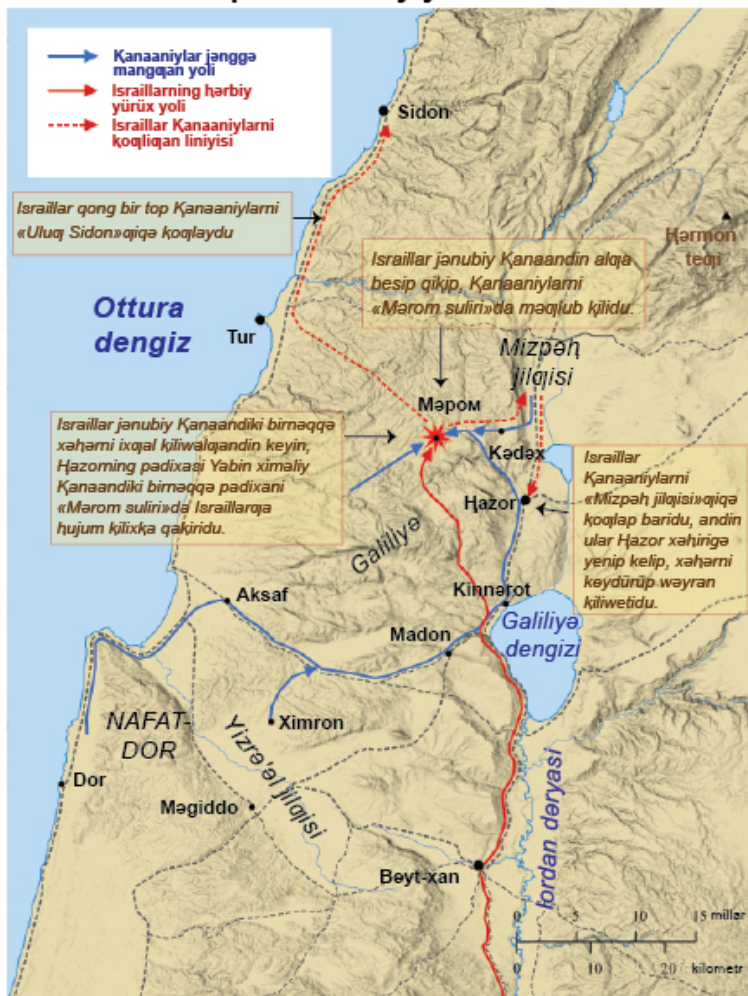 Ⱪanaaniylar jənggə
mangƣan yoli
Israillarning ⱨərbiy
yürüx yoli
Israillar Ⱪanaaniylarni
ⱪoƣliƣan liniyisi
Sidon
Israillar qong bir top Ⱪanaaniylarni
«Uluƣ Sidon»ƣiqə ⱪoƣlaydu
Ⱨərmon
teƣi
Israillar jənubiy Ⱪanaandin alƣa
besip qiⱪip, Ⱪanaaniylarni
«Mərom suliri»da məƣlub ⱪilidu.
Ottura
dengiz
Tur
Mizpəⱨ
jilƣisi
Məpoм
Israillar jənubiy Ⱪanaandiki birnəqqə
xəⱨərni ixƣal ⱪiliwalƣandin keyin,
Ⱨazorning padixaⱨi Yabin ximaliy
Ⱪanaandiki birnəqqə padixaⱨni
«Mərom suliri»da Israillarƣa
ⱨujum ⱪilixⱪa qaⱪiridu.
Kədəx
Israillar
Ⱪanaaniylarni
«Mizpəⱨ jilƣisi»ƣiqə
ⱪoƣlap baridu, andin
ular Ⱨazor xəⱨirigə
yenip kelip, xəⱨərni
kɵydürüp wəyran
ⱪiliwetidu.
Ⱨazor
Galiliyə
Aksaf
Kinnərot
Galiliyə
dengizi
Madon
NAFAT-
DOR
Ximron
Yizrə'əl jilƣisi
Dor
Məgiddo
Iordan dəryasi
Bəyt-xan
0 5 10 15 millar
0 10 20 kilometr